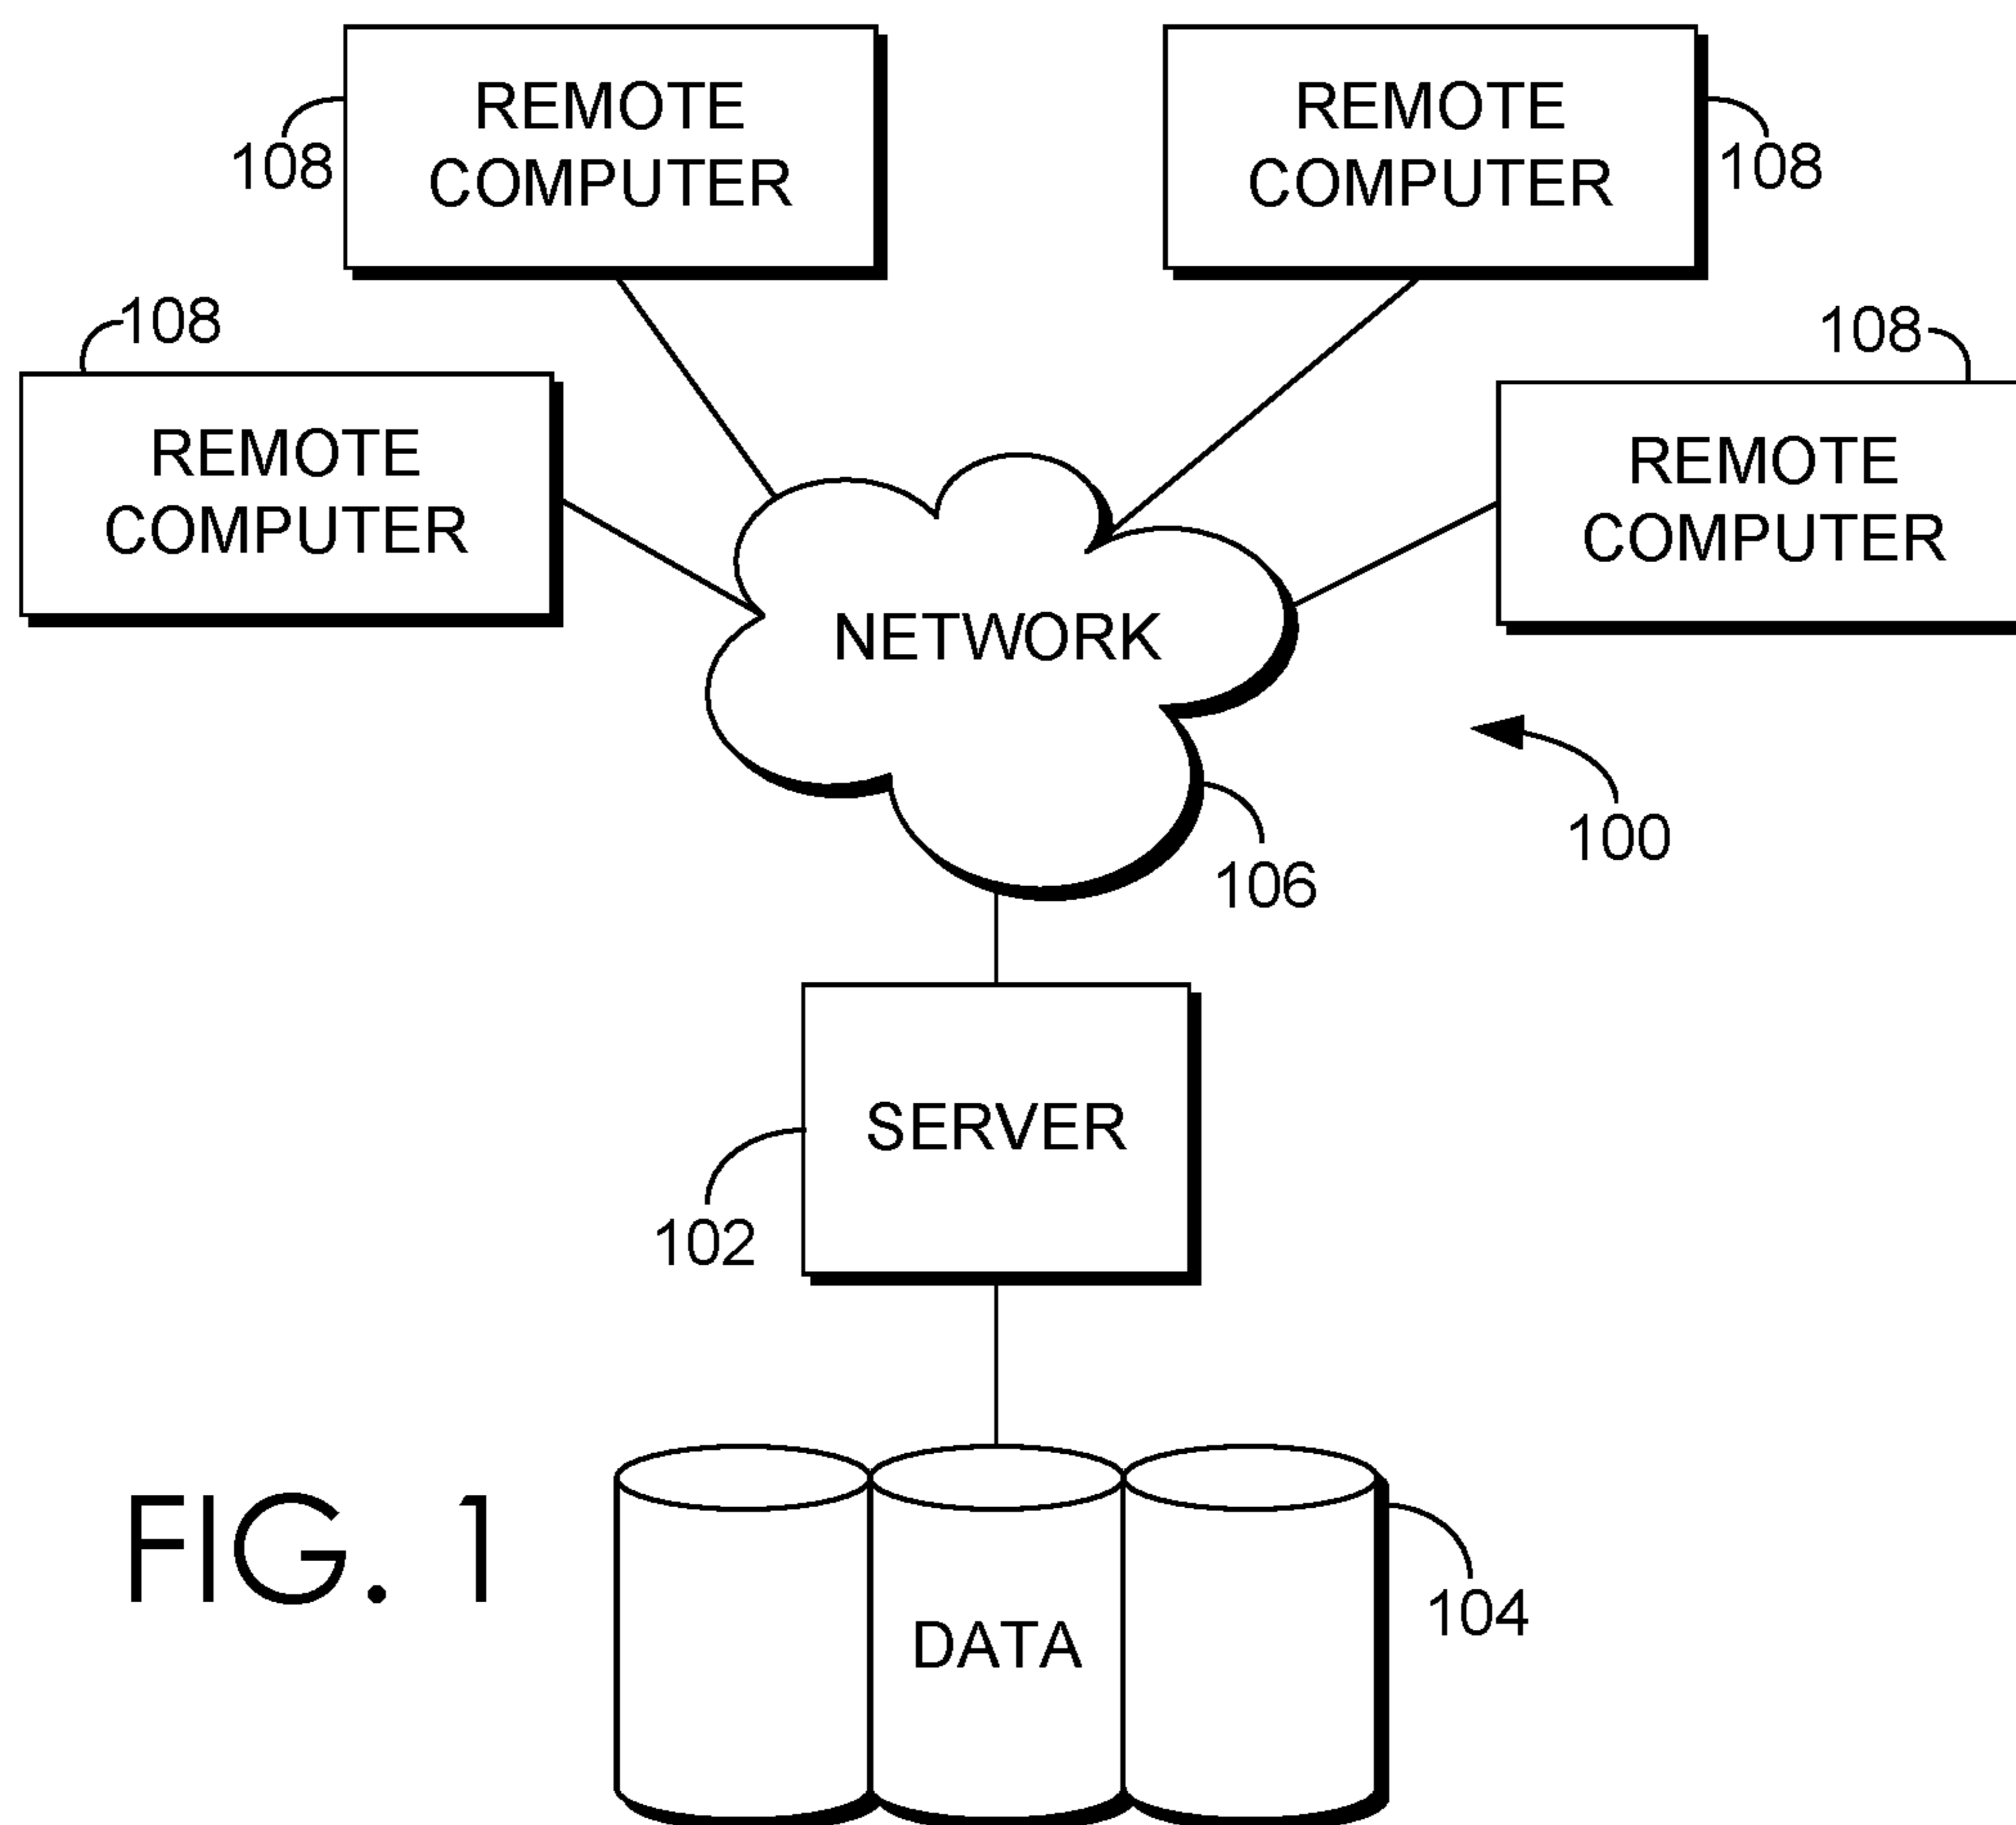 REMOTE
COMPUTER
108
REMOTE
COMPUTER
108
108
REMOTE
COMPUTER
108
REMOTE
COMPUTER
NETWORK
100
106
SERVER
102
FIG. 1
DATA
104